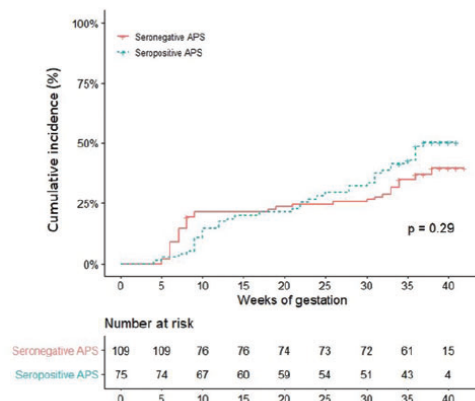 100%
Seronegative APS
Seropositive APS
75%
Cumulative incidence (%)
50%
25%
p = 0.29
0%
0 5 10 15 20 25 30 35 40
Weeks of gestation
Number at risk
Seronegative APS 109 109 76 76 74 73 72 61 15
Seropositive APS 75 74 67 60 59 54 51 43 4
0 5 10 15 20 25 30 35 40